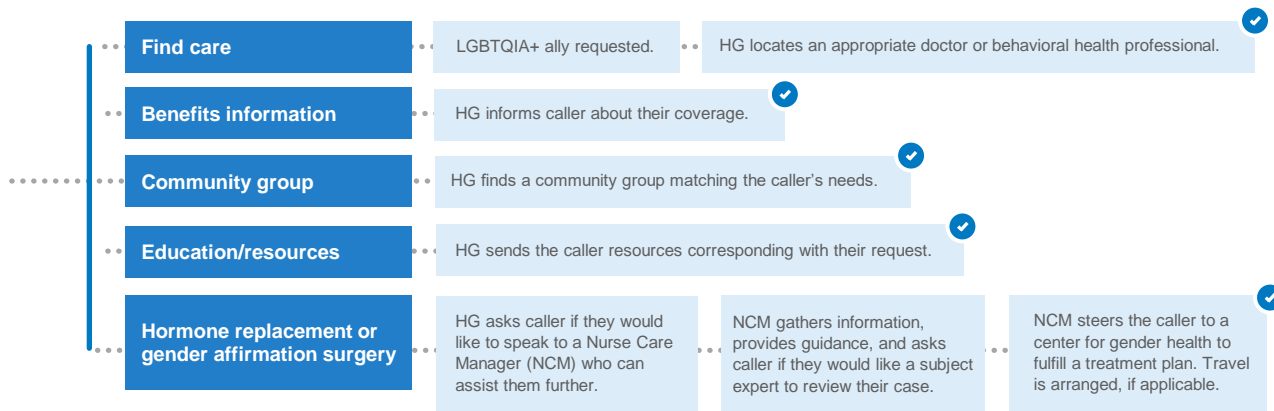 Find care
LGBTQIA+ ally requested.
HG locates an appropriate doctor or behavioral health professional.
Benefits information
HG informs caller about their coverage.
Community group
HG finds a community group matching the caller's needs.
Education/resources
HG sends the caller resources corresponding with their request.
Hormone replacement or
gender affirmation surgery
HG asks caller if they would
like to speak to a Nurse Care
Manager (NCM) who can
assist them further.
NCM gathers information,
provides guidance, and asks
caller if they would like a subject
expert to review their case.
NCM steers the caller to a
center for gender health to
fulfill a treatment plan. Travel
is arranged, if applicable.